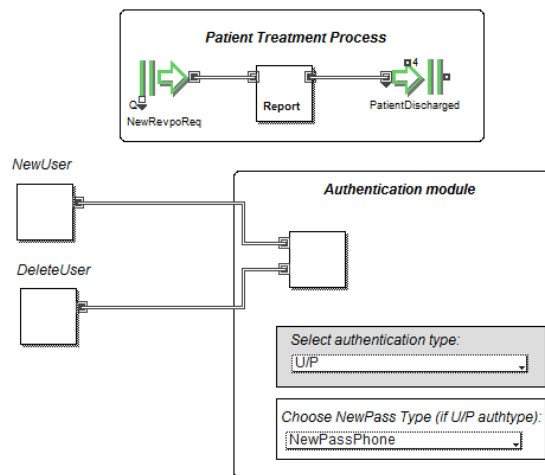 Patient Treatment Process
4
Report
Q
NewRevpoReq
PatientDischarged
NewUser
Authentication module
DeleteUser
Select authentication type:
U/P
Choose NewPass Type (if U/P authtype):
NewPassPhone